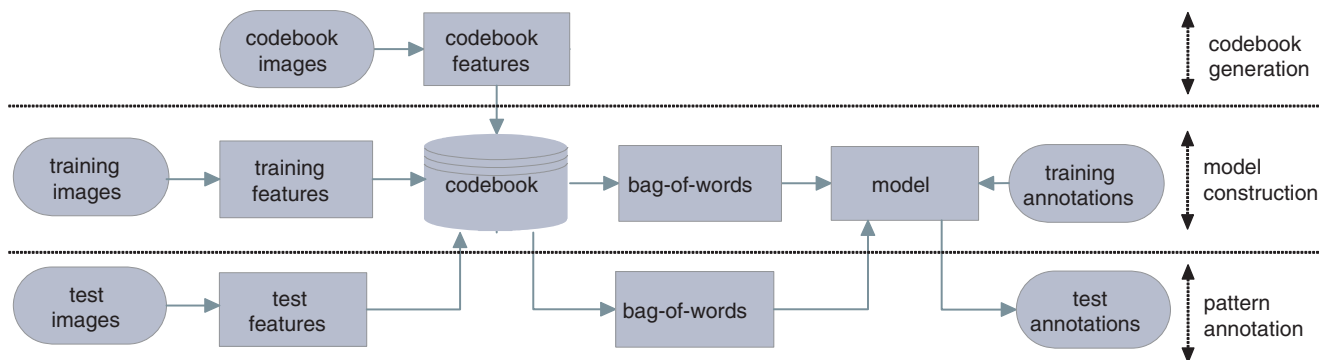 codebook
images
codebook
features
codebook
generation
training
images
training
features
codebook
bag-of-words
model
training
annotations
model
construction
test
images
test
features
bag-of-words
test
annotations
pattern
annotation